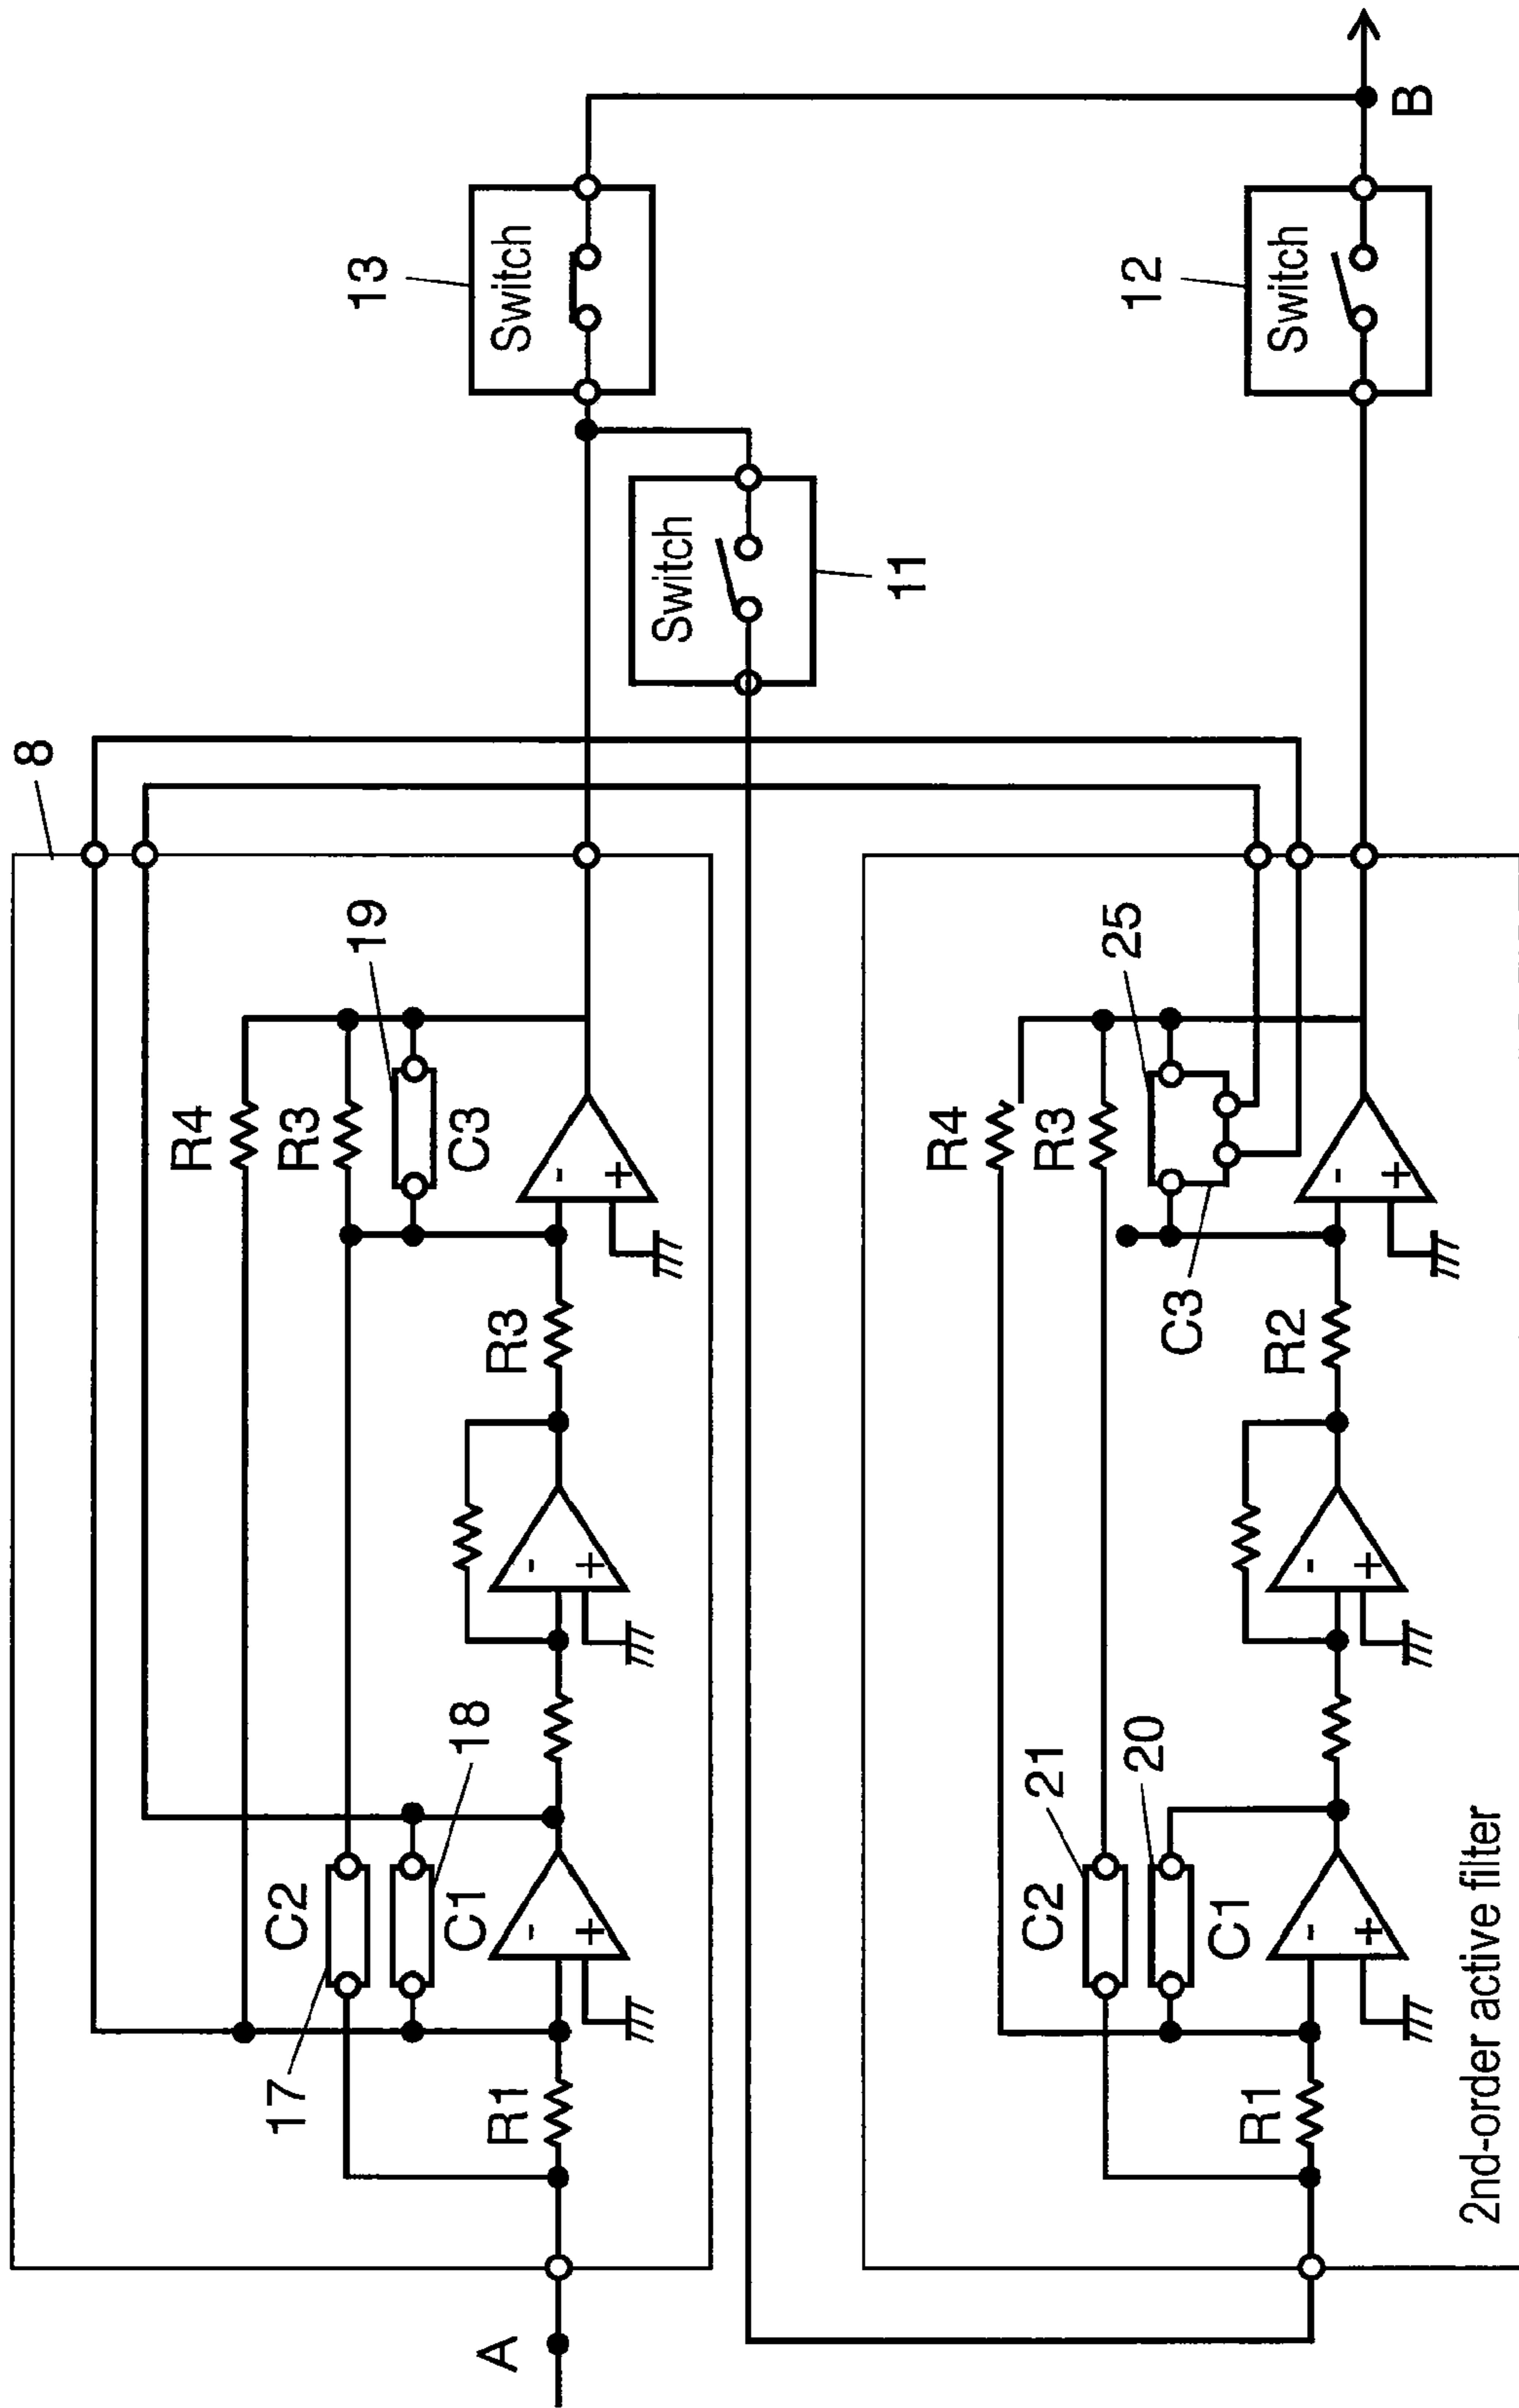 8
R4
R3
19
C3
C2
17
18
C1
R3
R1
A
13
Switch
Switch
11
B
R4
R3
25
C3
C2
21
20
C1
R2
R1
Switch
12
-
+
-
+
-
+
-
+
-
+
-
+
2nd-order active filter